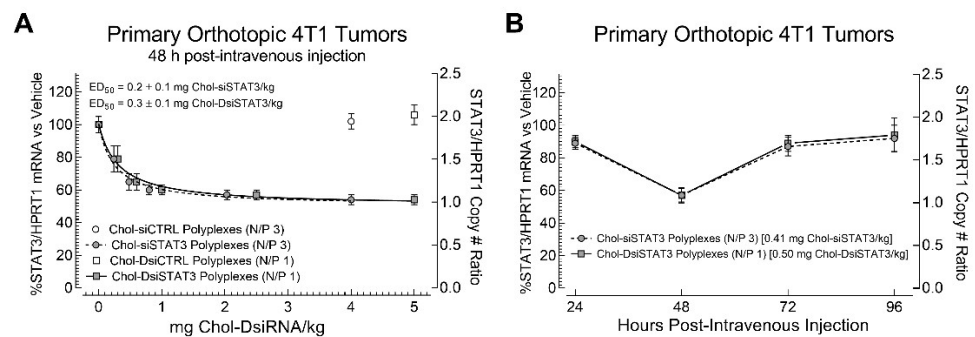 A
Primary Orthotopic 4T1 Tumors
48 h post-intravenous injection
%STAT3/HPRT1 mRNA vs Vehicle
120
100
80
60
40
20
0
ED50 = 0.2 ± 0.1 mg Chol-siSTAT3/kg
ED50 = 0.3 ± 0.1 mg Chol-DsiSTAT3/kg
Chol-siCTRL Polyplexes (N/P 3)
Chol-siSTAT3 Polyplexes (N/P 3)
Chol-DsiCTRL Polyplexes (N/P 1)
Chol-DsiSTAT3 Polyplexes (N/P 1)
2.5
2.0
1.5
1.0
0.5
0.0
STAT3/HPRT1 Copy # Ratio
0 1 2 3 4 5
mg Chol-DsiRNA/kg
B
Primary Orthotopic 4T1 Tumors
%STAT3/HPRT1 mRNA vs Vehicle
120
100
80
60
40
20
0
Chol-siSTAT3 Polyplexes (N/P 3) [0.41 mg Chol-siSTAT3/kg]
Chol-DsiSTAT3 Polyplexes (N/P 1) [0.50 mg Chol-DsiSTAT3/kg]
2.5
2.0
1.5
1.0
0.5
0.0
STAT3/HPRT1 Copy # Ratio
24 48 72 96
Hours Post-Intravenous Injection